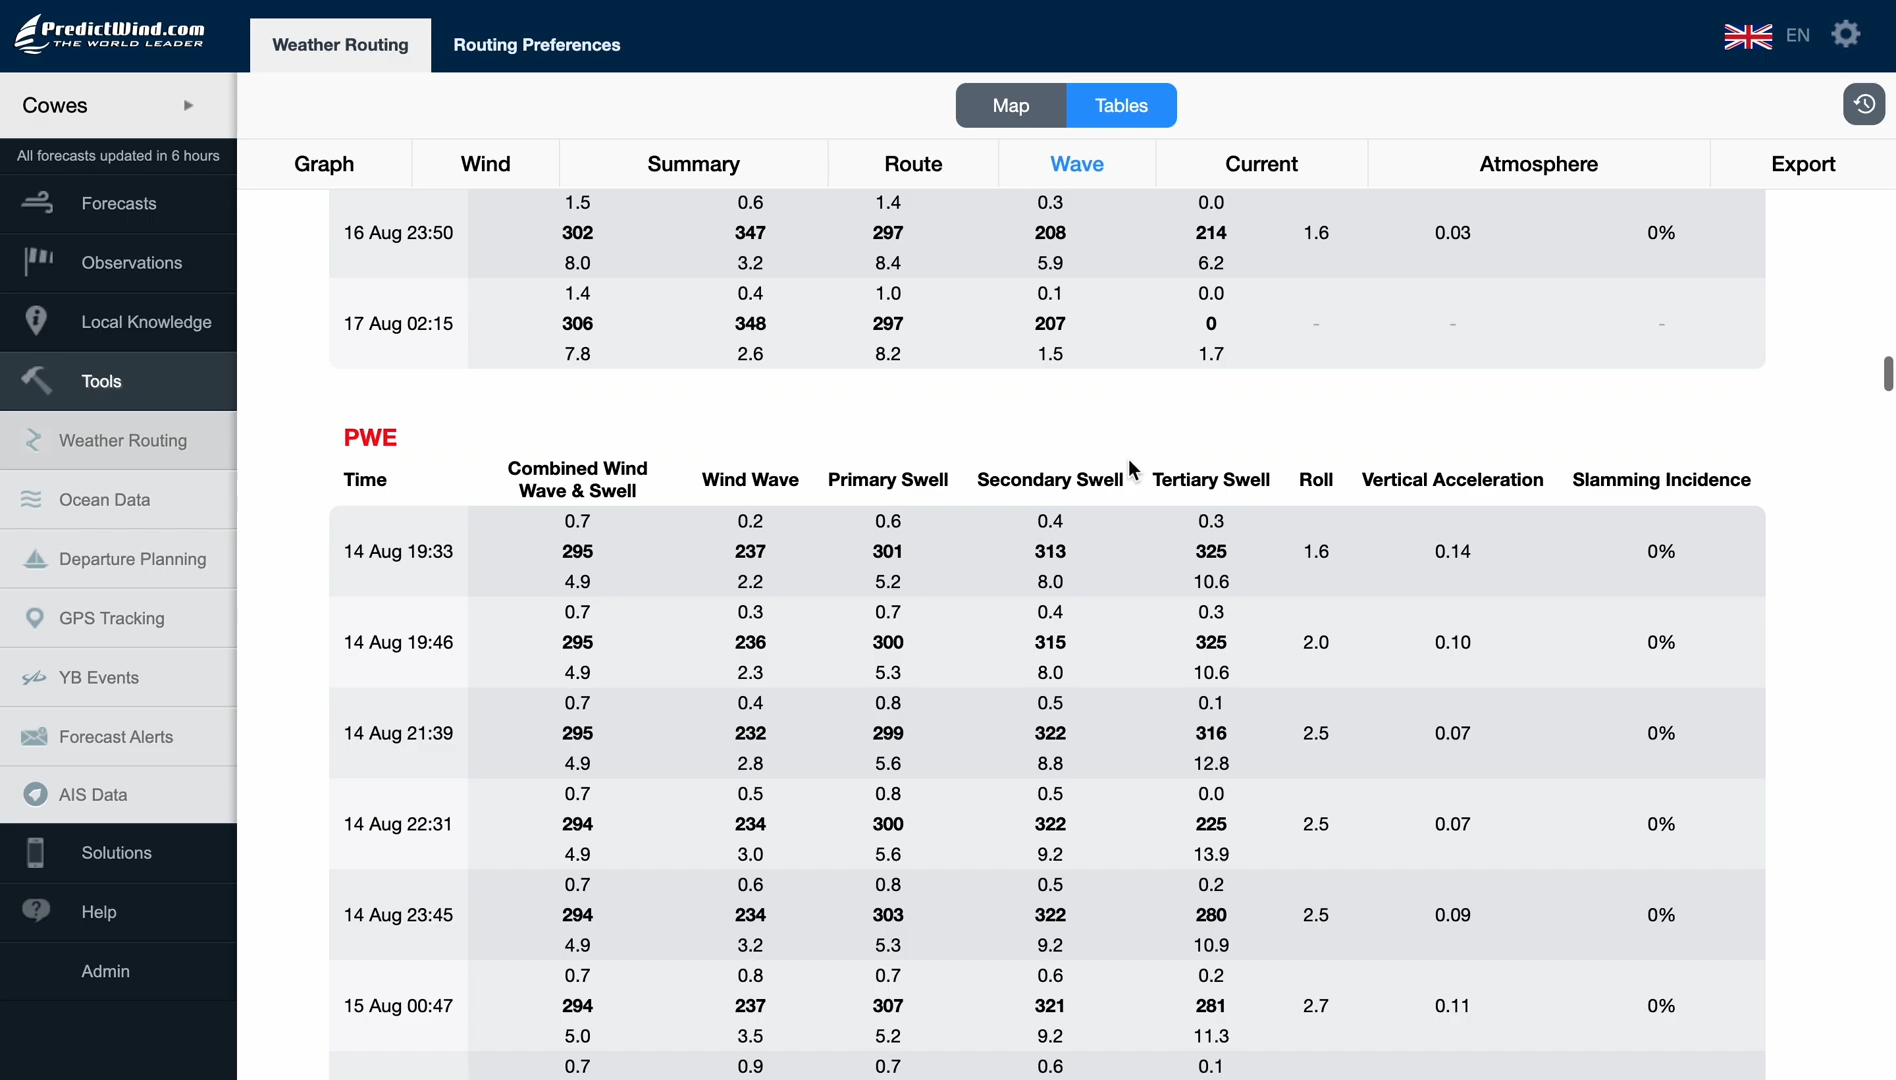 PredictWind.com
THE WORLD LEADER
Weather Routing
Routing Preferences
EN
Cowes
Map
Tables
All forecasts updated in 6 hours
Graph
Wind
Summary
Route
Wave
Current
Atmosphere
Export
Forecasts
Observations
Local Knowledge
Tools
Weather Routing
Ocean Data
Departure Planning
GPS Tracking
YB Events
Forecast Alerts
AIS Data
Solutions
Help
Admin
1.5 0.6 1.4 0.3 0.0
16 Aug 23:50 302 347 297 208 214 1.6 0.03 0%
8.0 3.2 8.4 5.9 6.2
1.4 0.4 1.0 0.1 0.0
17 Aug 02:15 306 348 297 207 0 - - -
7.8 2.6 8.2 1.5 1.7
PWE
Time Combined Wind Wave & Swell Wind Wave Primary Swell Secondary Swell Tertiary Swell Roll Vertical Acceleration Slamming Incidence
0.7 0.2 0.6 0.4 0.3
14 Aug 19:33 295 237 301 313 325 1.6 0.14 0%
4.9 2.2 5.2 8.0 10.6
0.7 0.3 0.7 0.4 0.3
14 Aug 19:46 295 236 300 315 325 2.0 0.10 0%
4.9 2.3 5.3 8.0 10.6
0.7 0.4 0.8 0.5 0.1
14 Aug 21:39 295 232 299 322 316 2.5 0.07 0%
4.9 2.8 5.6 8.8 12.8
0.7 0.5 0.8 0.5 0.0
14 Aug 22:31 294 234 300 322 225 2.5 0.07 0%
4.9 3.0 5.6 9.2 13.9
0.7 0.6 0.8 0.5 0.2
14 Aug 23:45 294 234 303 322 280 2.5 0.09 0%
4.9 3.2 5.3 9.2 10.9
0.7 0.8 0.7 0.6 0.2
15 Aug 00:47 294 237 307 321 281 2.7 0.11 0%
5.0 3.5 5.2 9.2 11.3
0.7 0.9 0.7 0.6 0.1